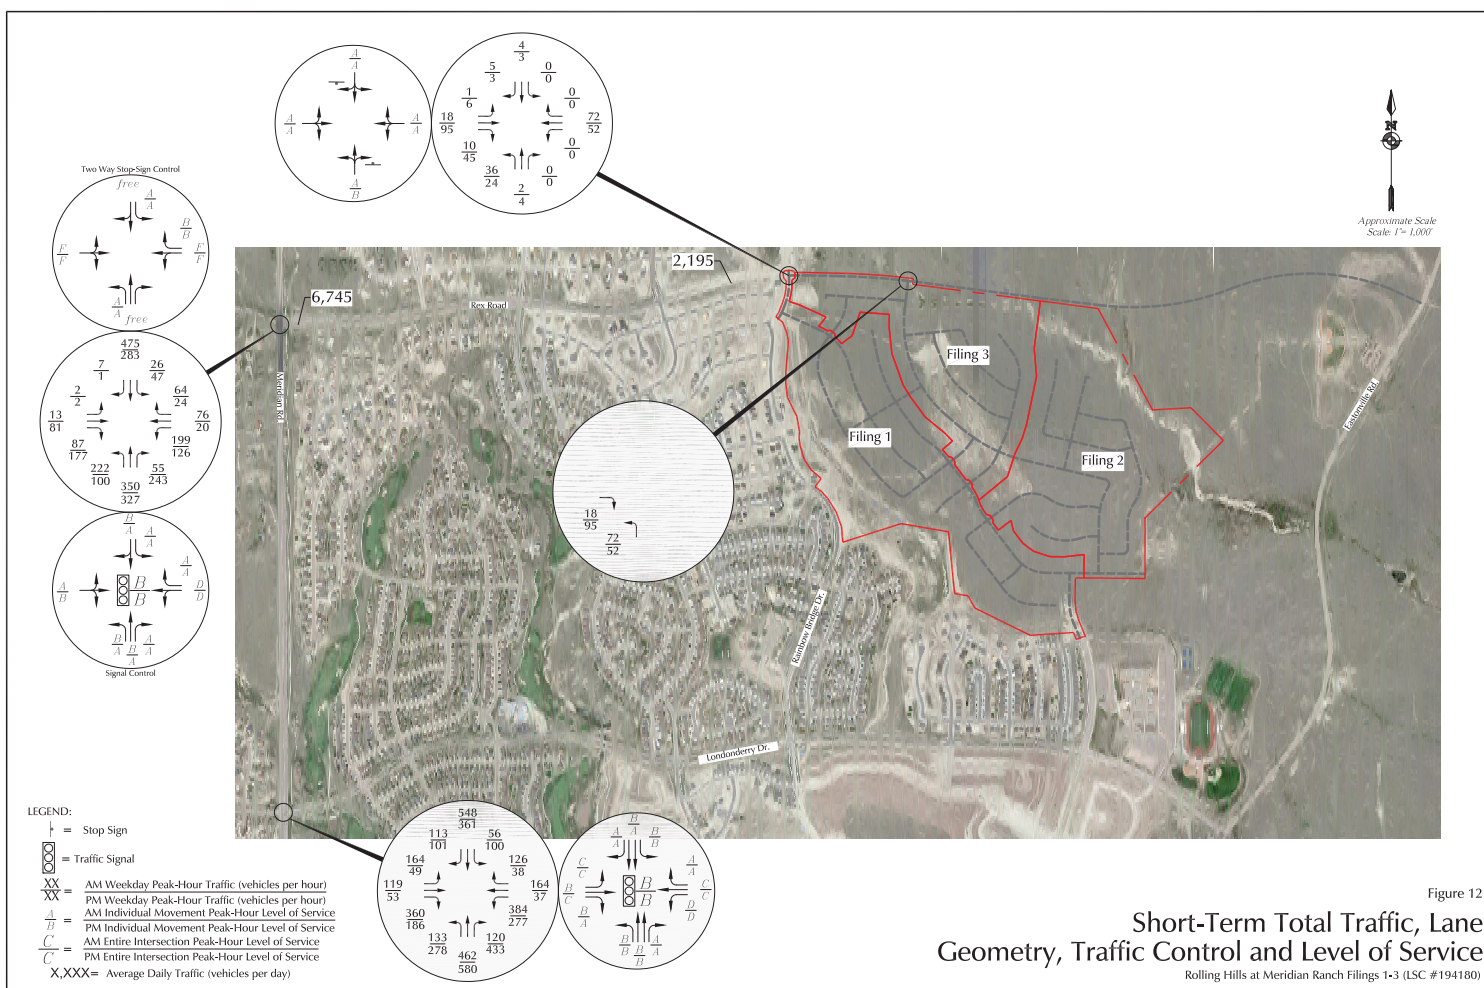 A
A
A
A
A
A
A
B
4
3
5
3
0
0
1
6
0
0
18
95
72
52
10
45
0
0
36
24
0
0
2
4
N
Approximate Scale
Scale: 1"= 1,000'
Two Way Stop-Sign Control
free
A
A
B
B
F
F
F
F
A
A
free
2,195
6,745
Rex Road
Meridian Rd.
475
283
7
1
26
47
2
2
64
24
13
81
76
20
87
177
199
126
222
100
55
243
350
327
Filing 3
Filing 1
Filing 2
Eastonville Rd.
18
95
72
52
B
A
A
A
A
A
A
B
B
B
D
D
B
A
B
A
A
A
Signal Control
Rainbow Bridge Dr.
Londonderry Dr.
548
361
113
101
56
100
164
49
126
38
119
53
164
37
360
186
384
277
133
278
120
433
462
580
B
A
A
A
B
B
C
C
A
A
B
C
B
B
C
C
B
A
D
D
B
B
B
B
A
A
LEGEND:
= Stop Sign
= Traffic Signal
XX
XX
= AM Weekday Peak-Hour Traffic (vehicles per hour)
PM Weekday Peak-Hour Traffic (vehicles per hour)
A
B
= AM Individual Movement Peak-Hour Level of Service
PM Individual Movement Peak-Hour Level of Service
C
C
= AM Entire Intersection Peak-Hour Level of Service
PM Entire Intersection Peak-Hour Level of Service
X,XXX= Average Daily Traffic (vehicles per day)
Figure 12
Short-Term Total Traffic, Lane
Geometry, Traffic Control and Level of Service
Rolling Hills at Meridian Ranch Filings 1-3 (LSC #194180)